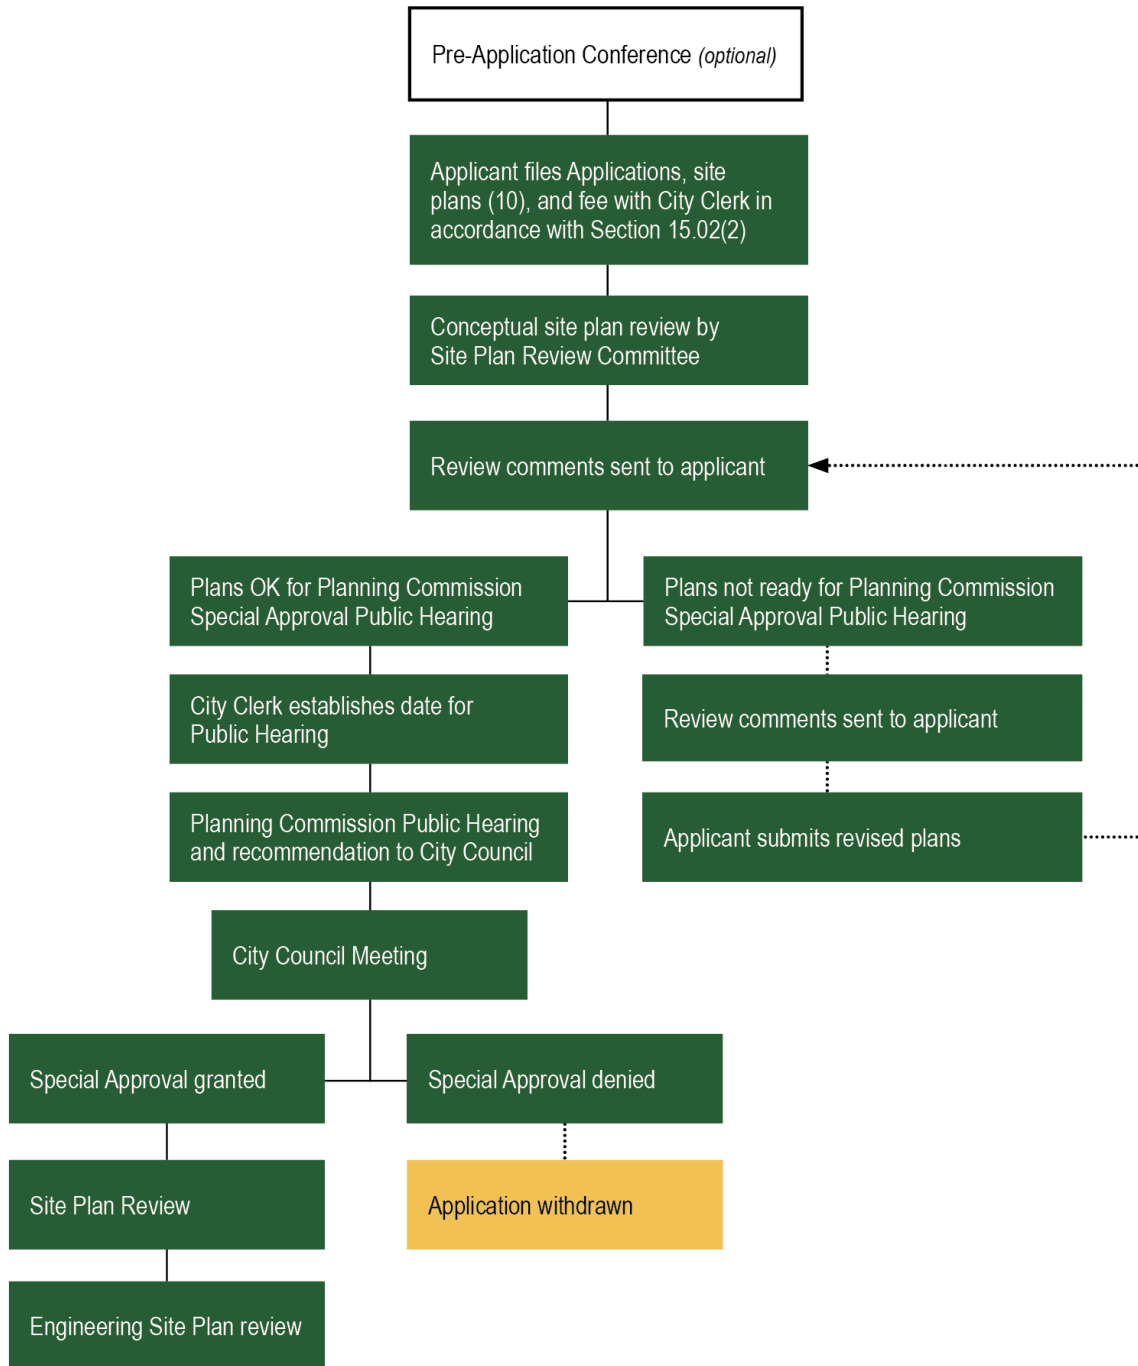 Pre-Application Conference (optional)
Applicant files Applications, site
plans (10), and fee with City Clerk in
accordance with Section 15.02(2)
Conceptual site plan review by
Site Plan Review Committee
Review comments sent to applicant
Plans OK for Planning Commission
Special Approval Public Hearing
Plans not ready for Planning Commission
Special Approval Public Hearing
City Clerk establishes date for
Public Hearing
Review comments sent to applicant
Planning Commission Public Hearing
and recommendation to City Council
Applicant submits revised plans
City Council Meeting
Special Approval granted
Special Approval denied
Site Plan Review
Application withdrawn
Engineering Site Plan review